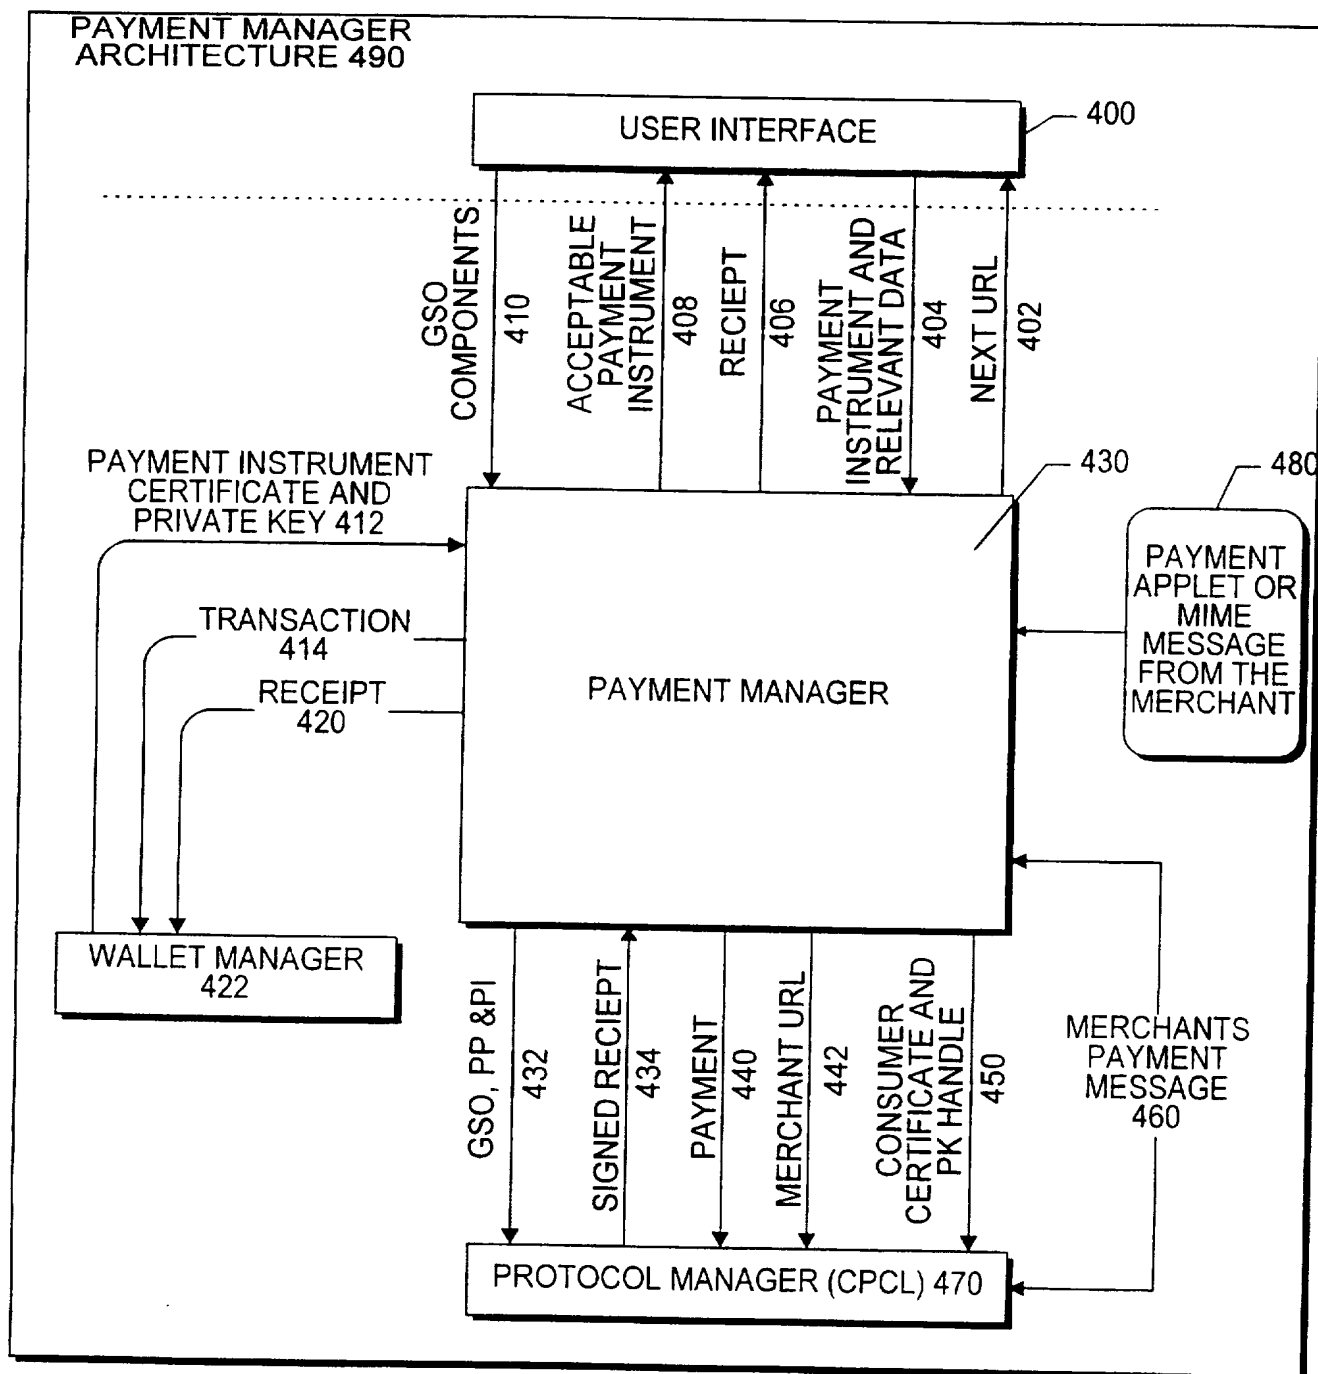 PAYMENT MANAGER
ARCHITECTURE 490
USER INTERFACE
400
GSO
COMPONENTS
410
ACCEPTABLE
PAYMENT
INSTRUMENT
408
RECIEPT
406
PAYMENT
INSTRUMENT AND
RELEVANT DATA
404
NEXT URL
402
PAYMENT INSTRUMENT
CERTIFICATE AND
PRIVATE KEY 412
430
480
PAYMENT
APPLET OR
MIME
MESSAGE
FROM THE
MERCHANT
TRANSACTION
414
RECEIPT
420
PAYMENT MANAGER
WALLET MANAGER
422
GSO, PP &PI
432
SIGNED RECIEPT
434
PAYMENT
440
MERCHANT URL
442
CONSUMER
CERTIFICATE AND
PK HANDLE
450
MERCHANTS
PAYMENT
MESSAGE
460
PROTOCOL MANAGER (CPCL) 470